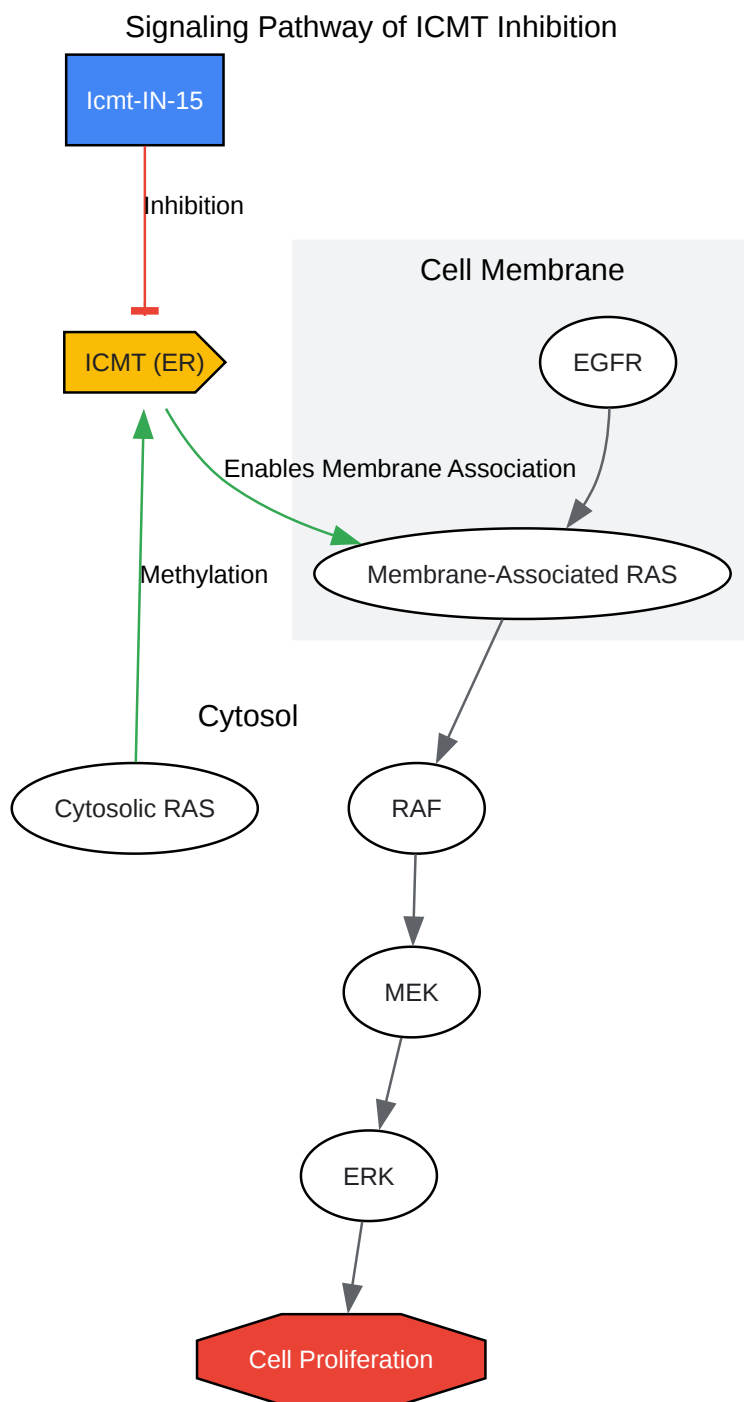 Signaling Pathway of ICMT Inhibition
Icmt-IN-15
Inhibition
Cell Membrane
ICMT (ER)
EGFR
Enables Membrane Association
Methylation
Membrane-Associated RAS
Cytosol
Cytosolic RAS
RAF
MEK
ERK
Cell Proliferation